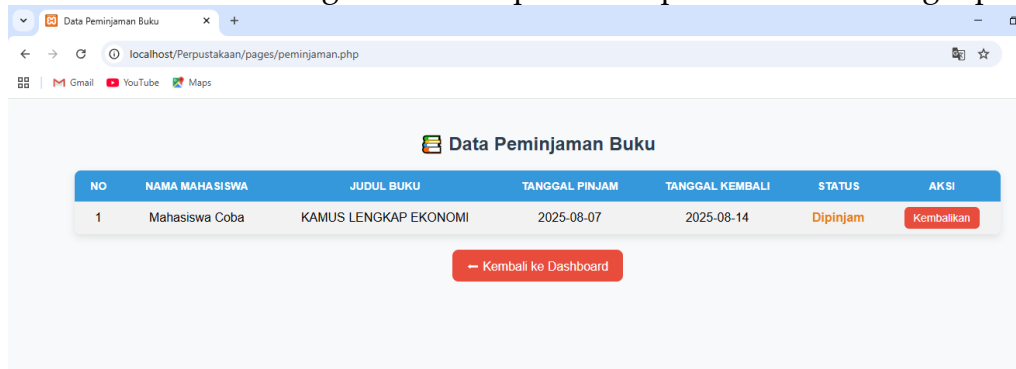 Data Peminjaman Buku
localhost/Perpustakaan/pages/peminjaman.php
Gmail YouTube Maps
Data Peminjaman Buku
NO NAMA MAHASISWA JUDUL BUKU TANGGAL PINJAM TANGGAL KEMBALI STATUS AKSI
1 Mahasiswa Coba KAMUS LENGKAP EKONOMI 2025-08-07 2025-08-14 Dipinjam Kembalikan
← Kembali ke Dashboard